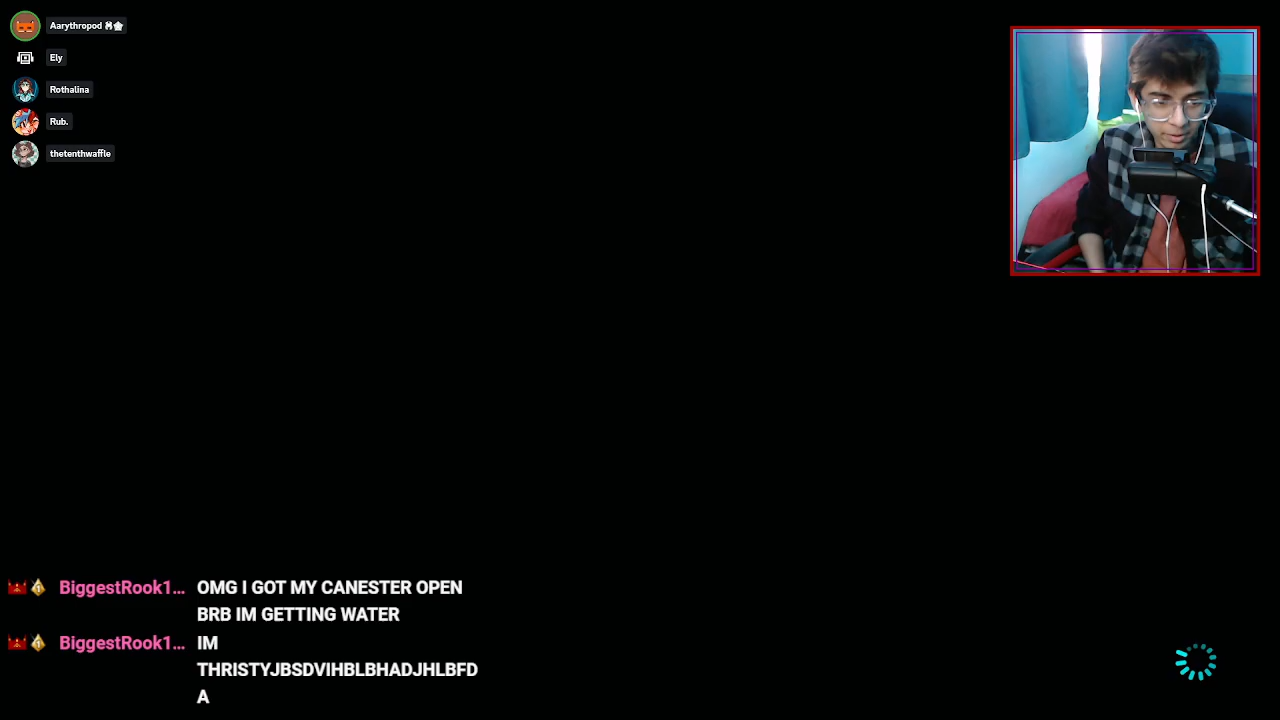 Aarythropod
Ely
Rothalina
Rub.
thetenthwaffle
BiggestRook1... OMG I GOT MY CANESTER OPEN
BRB IM GETTING WATER
BiggestRook1... IM
THRISTYJBSDVIHBLBHADJHLBFD
A